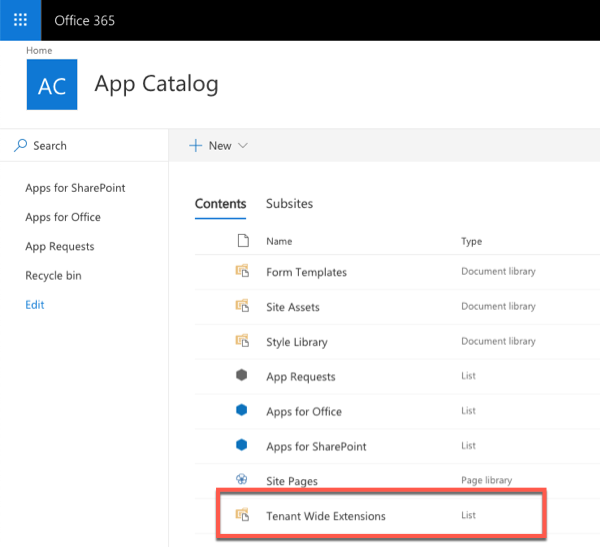 Office 365
Home
AC App Catalog
Search
New
Apps for SharePoint
Apps for Office
App Requests
Recycle bin
Edit
Contents Subsites
Name Type
Form Templates Document library
Site Assets Document library
Style Library Document library
App Requests List
Apps for Office List
Apps for SharePoint List
Site Pages Page library
Tenant Wide Extensions List